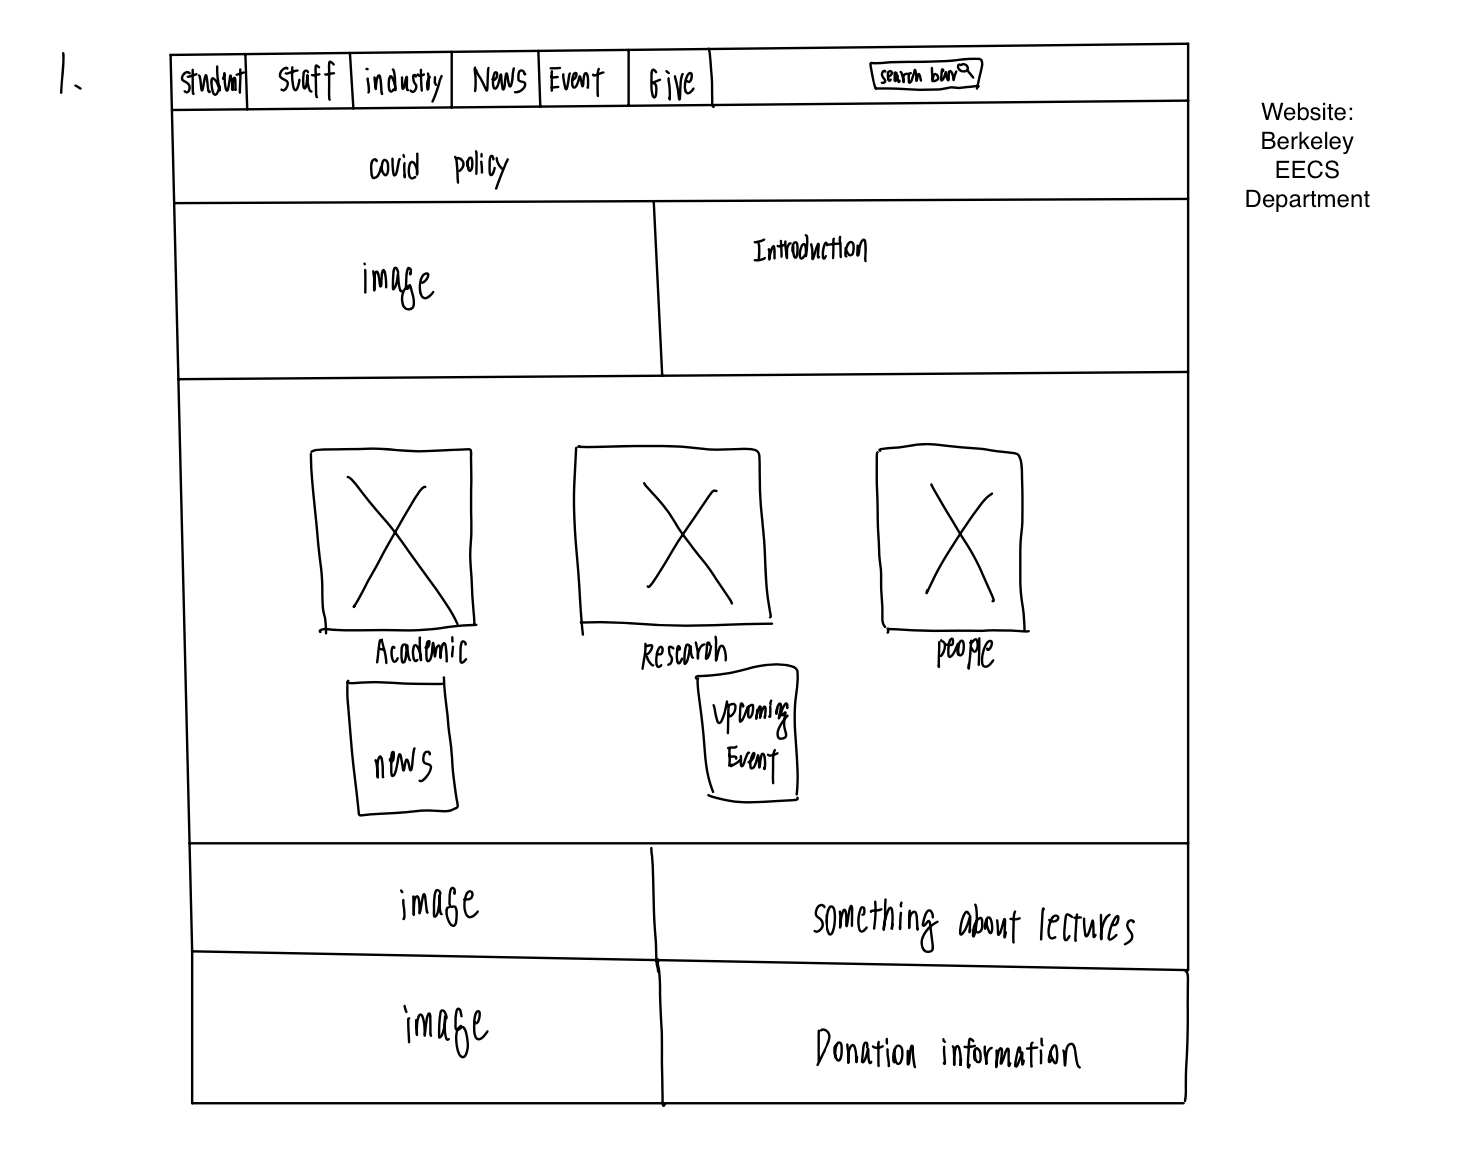 1.
student staff industry News Event Give search bar
Website:
Berkeley
EECS
Department
covid policy
image Introduction
Academic Research people
news Upcoming
Event
image something about lectures
image Donation information